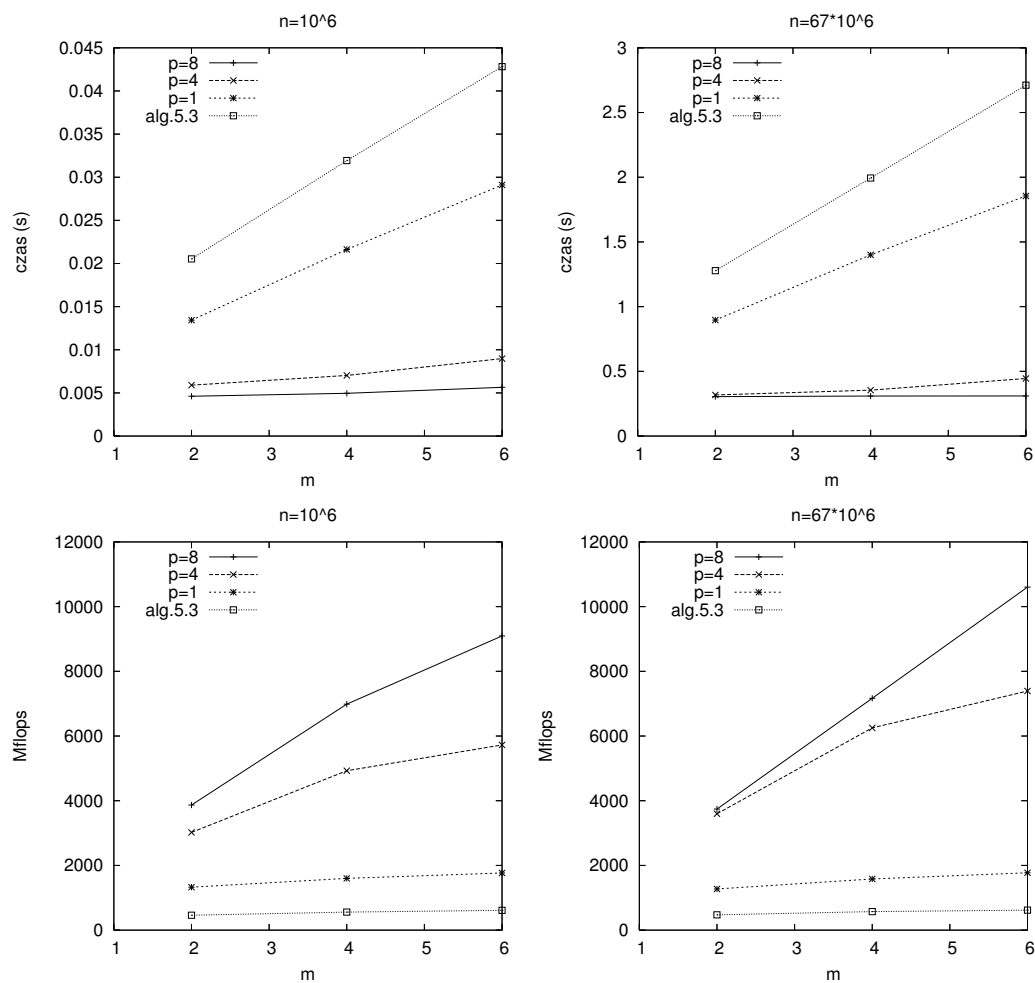 n=10^6
0.045
0.04
0.035
0.03
0.025
0.02
0.015
0.01
0.005
0
czas (s)
p=8
p=4
p=1
alg.5.3
1 2 3 4 5 6
m
n=67*10^6
3
2.5
2
1.5
1
0.5
0
czas (s)
p=8
p=4
p=1
alg.5.3
1 2 3 4 5 6
m
n=10^6
12000
10000
8000
6000
4000
2000
0
Mflops
p=8
p=4
p=1
alg.5.3
1 2 3 4 5 6
m
n=67*10^6
12000
10000
8000
6000
4000
2000
0
Mflops
p=8
p=4
p=1
alg.5.3
1 2 3 4 5 6
m